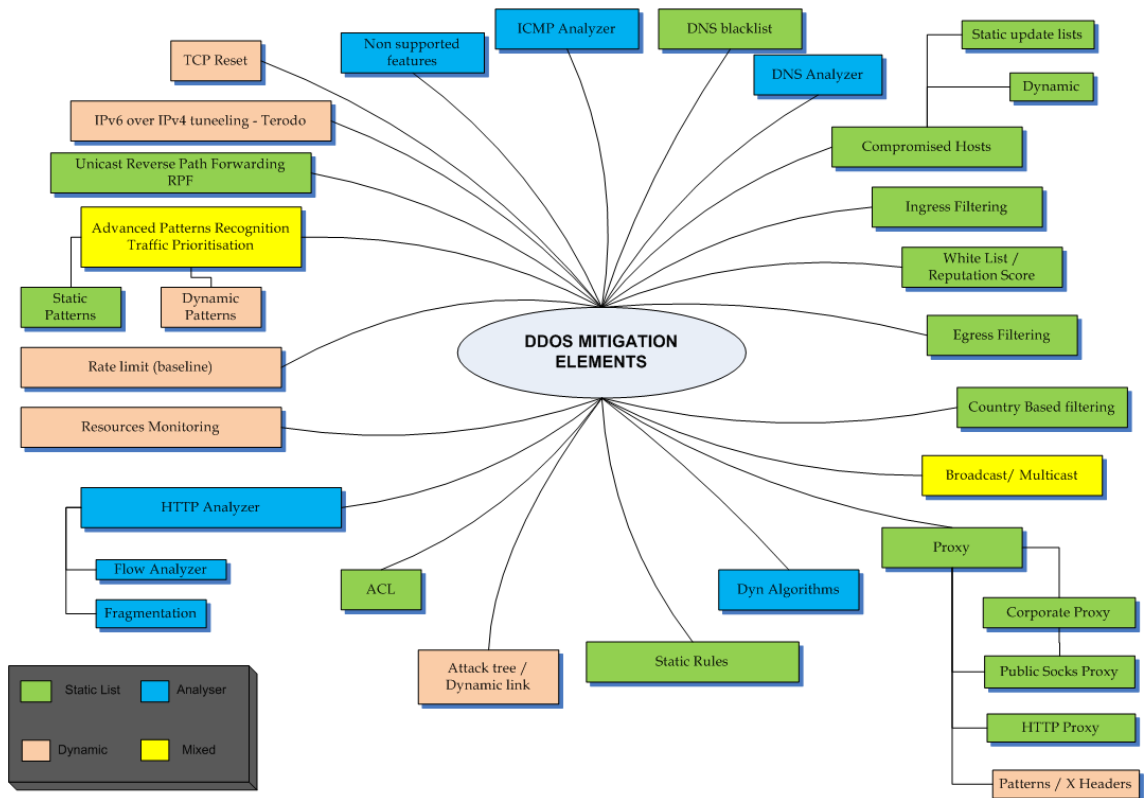 ICMP Analyzer
DNS blacklist
Non supported
features
TCP Reset
DNS Analyzer
Static update lists
Dynamic
IPv6 over IPv4 tuneeling - Terodo
Compromised Hosts
Unicast Reverse Path Forwarding
RPF
Advanced Patterns Recognition
Traffic Prioritisation
Static
Patterns
Dynamic
Patterns
Ingress Filtering
White List /
Reputation Score
Egress Filtering
DDOS MITIGATION
ELEMENTS
Rate limit (baseline)
Resources Monitoring
Country Based filtering
Broadcast/ Multicast
HTTP Analyzer
Flow Analyzer
Fragmentation
ACL
Attack tree /
Dynamic link
Static Rules
Dyn Algorithms
Proxy
Corporate Proxy
Public Socks Proxy
HTTP Proxy
Patterns / X Headers
Static List
Analyser
Dynamic
Mixed